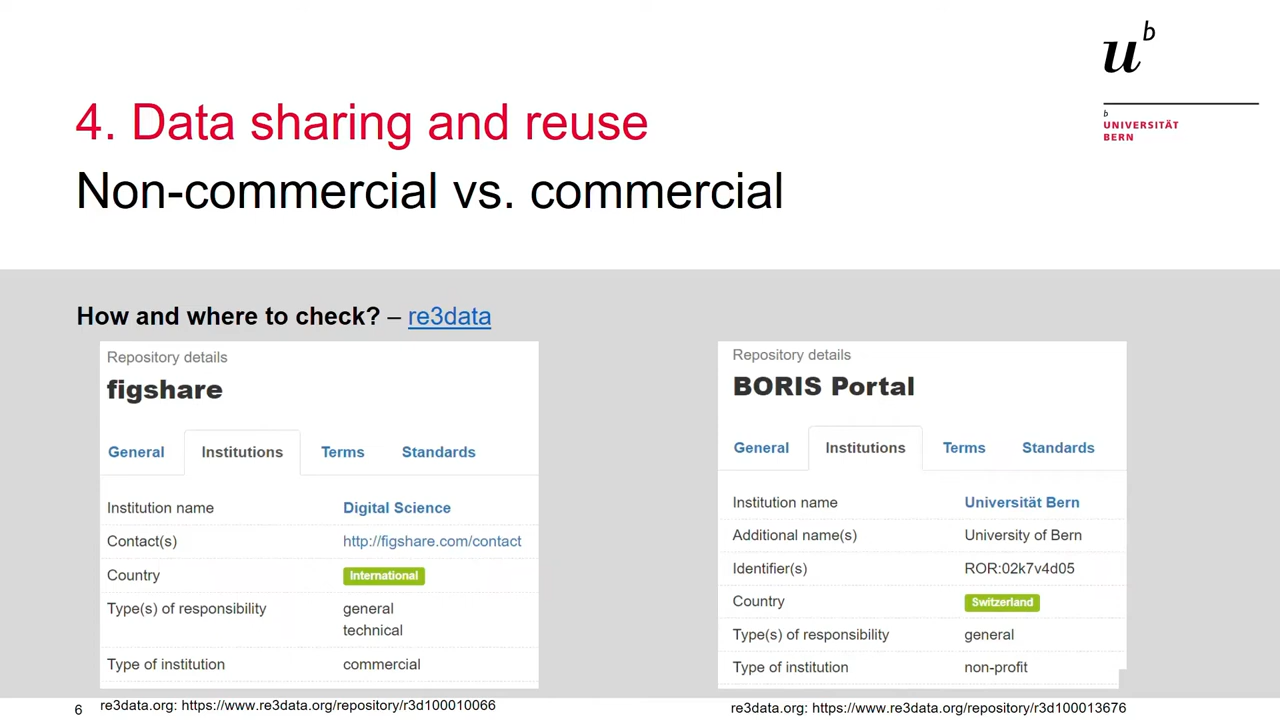 u b
b
UNIVERSITÄT
BERN
4. Data sharing and reuse
Non-commercial vs. commercial
How and where to check? – re3data
Repository details
figshare
General Institutions Terms Standards
Institution name Digital Science
Contact(s) http://figshare.com/contact
Country International
Type(s) of responsibility general
technical
Type of institution commercial
re3data.org: https://www.re3data.org/repository/r3d100010066
Repository details
BORIS Portal
General Institutions Terms Standards
Institution name Universität Bern
Additional name(s) University of Bern
Identifier(s) ROR:02k7v4d05
Country Switzerland
Type(s) of responsibility general
Type of institution non-profit
re3data.org: https://www.re3data.org/repository/r3d100013676
6